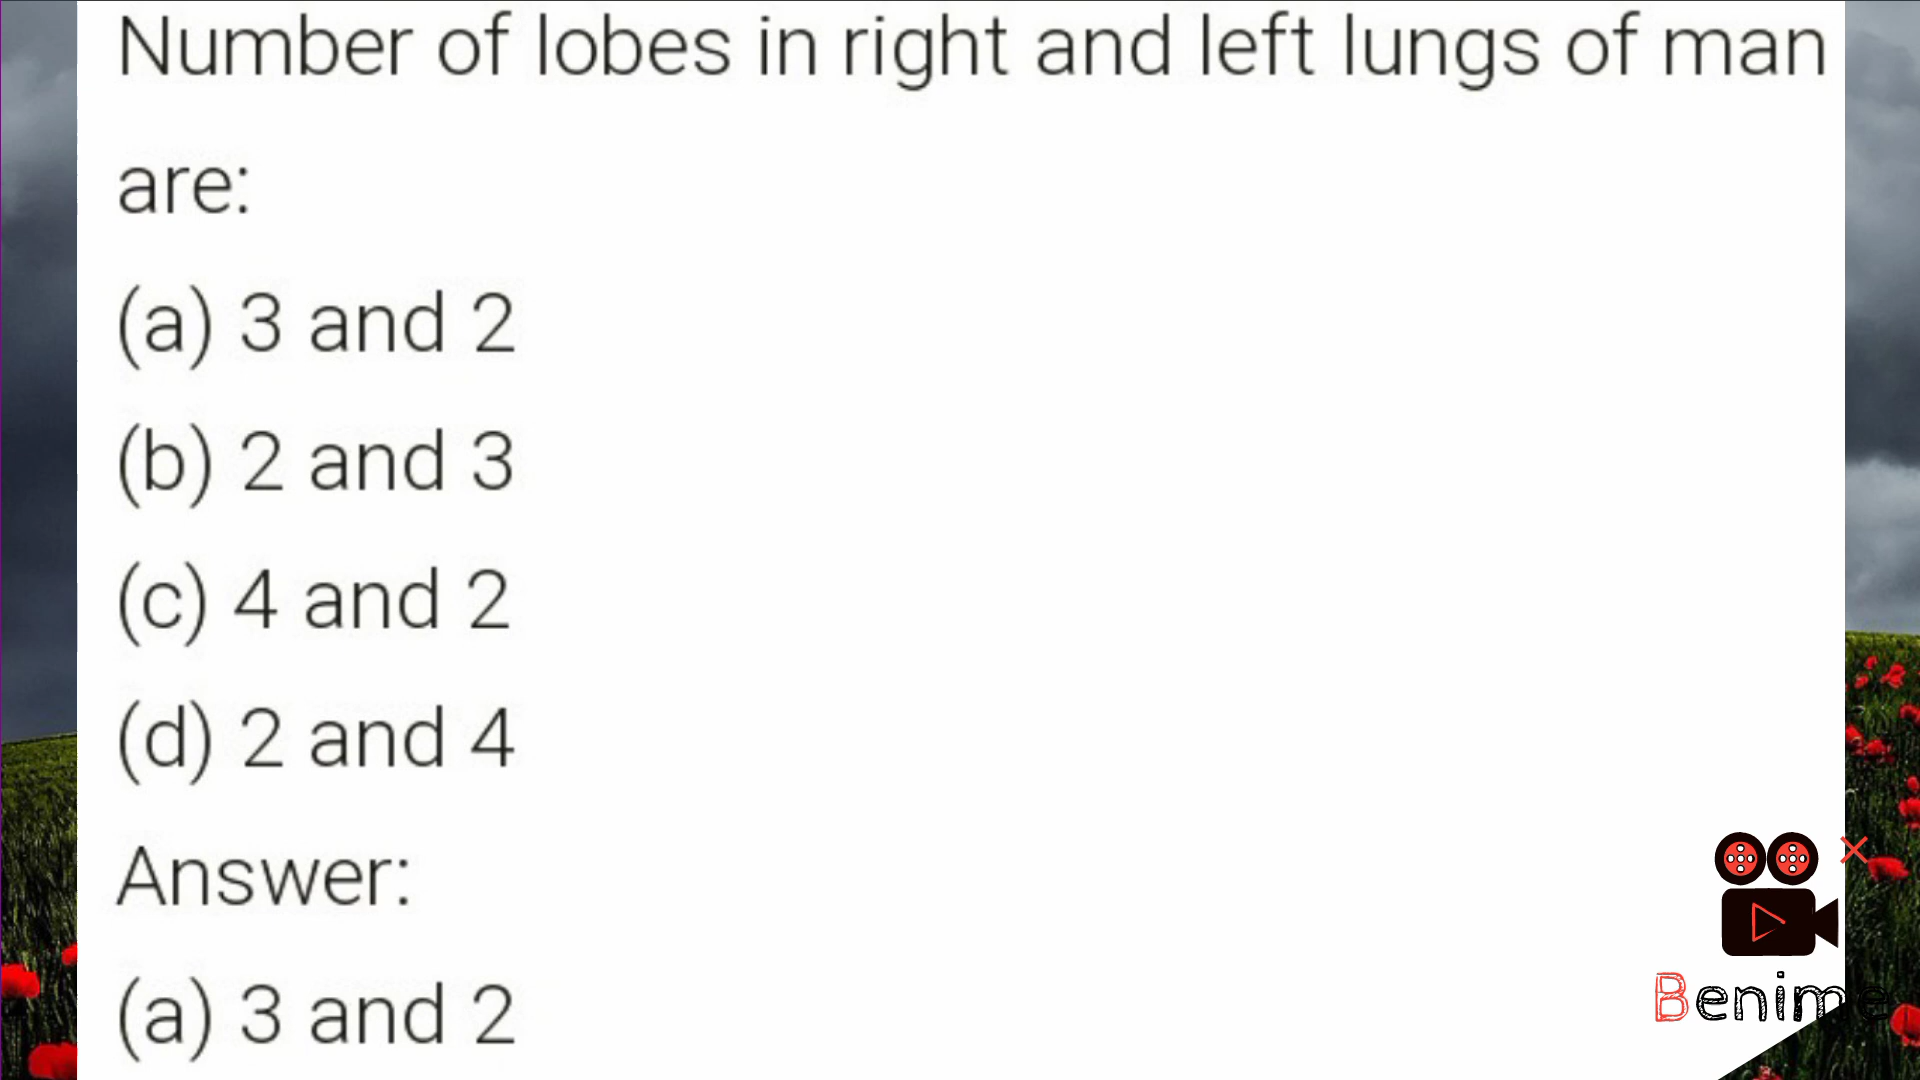 Number of lobes in right and left lungs of man
are:
(a) 3 and 2
(b) 2 and 3
(c) 4 and 2
(d) 2 and 4
Answer:
(a) 3 and 2
Benime